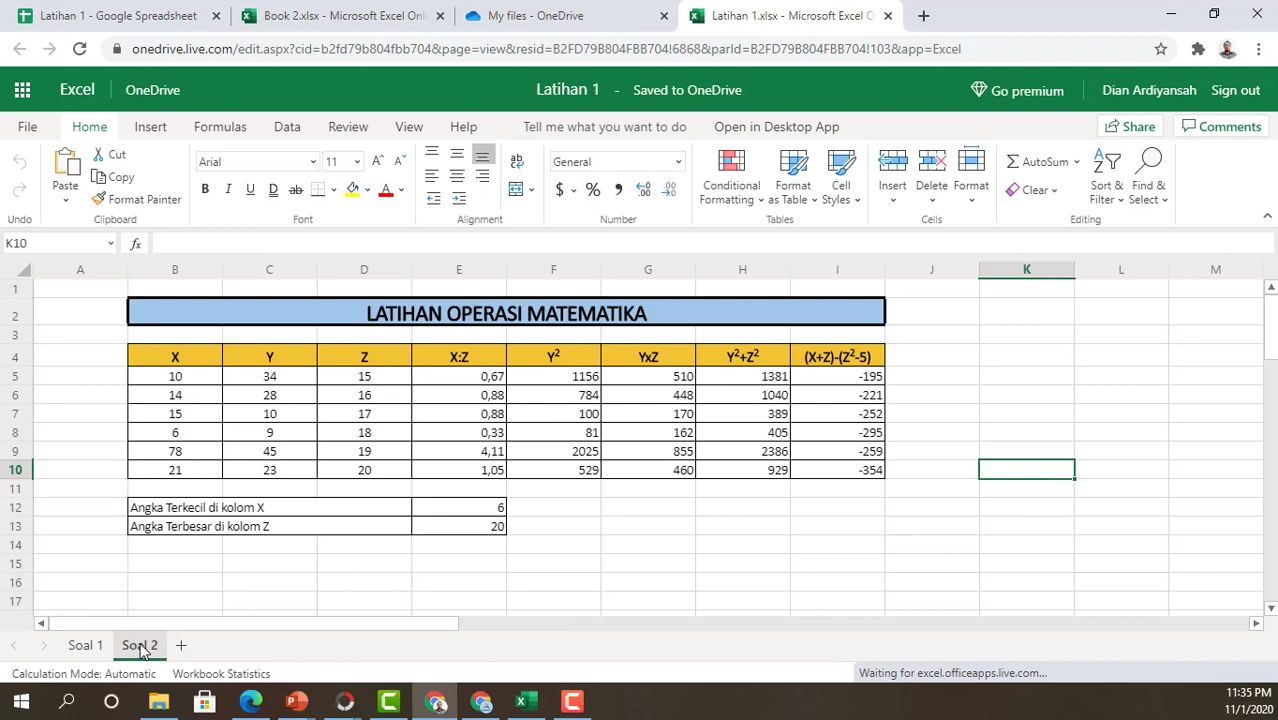 Latihan 1 - Google Spreadsheet
Book 2.xlsx - Microsoft Excel Onl
My files - OneDrive
Latihan 1.xlsx - Microsoft Excel O
onedrive.live.com/edit.aspx?cid=b2fd79b804fbb704&page=view&resid=B2FD79B804FBB704!6868&parId=B2FD79B804FBB704!103&app=Excel
Excel OneDrive Latihan 1 - Saved to OneDrive Go premium Dian Ardiyansah Sign out
File Home Insert Formulas Data Review View Help Tell me what you want to do Open in Desktop App Share Comments
Paste Cut Copy Format Painter
Arial 11
B I U D ab A
ab
General
$ % 9
Conditional Formatting
Format as Table
Cell Styles
Insert Delete Format
AutoSum Clear
Sort & Filter
Find & Select
Undo Clipboard Font Alignment Number Tables Cells Editing
K10 fx
A B C D E F G H I J K L M
1
2 LATIHAN OPERASI MATEMATIKA
3
4 X Y Z X:Z Y² YxZ Y²+Z² (X+Z)-(Z²-5)
5 10 34 15 0,67 1156 510 1381 -195
6 14 28 16 0,88 784 448 1040 -221
7 15 10 17 0,88 100 170 389 -252
8 6 9 18 0,33 81 162 405 -295
9 78 45 19 4,11 2025 855 2386 -259
10 21 23 20 1,05 529 460 929 -354
11
12 Angka Terkecil di kolom X 6
13 Angka Terbesar di kolom Z 20
14
15
16
17
Soal 1 Soal 2
Calculation Mode: Automatic Workbook Statistics Waiting for excel.officeapps.live.com...
11:35 PM
11/1/2020